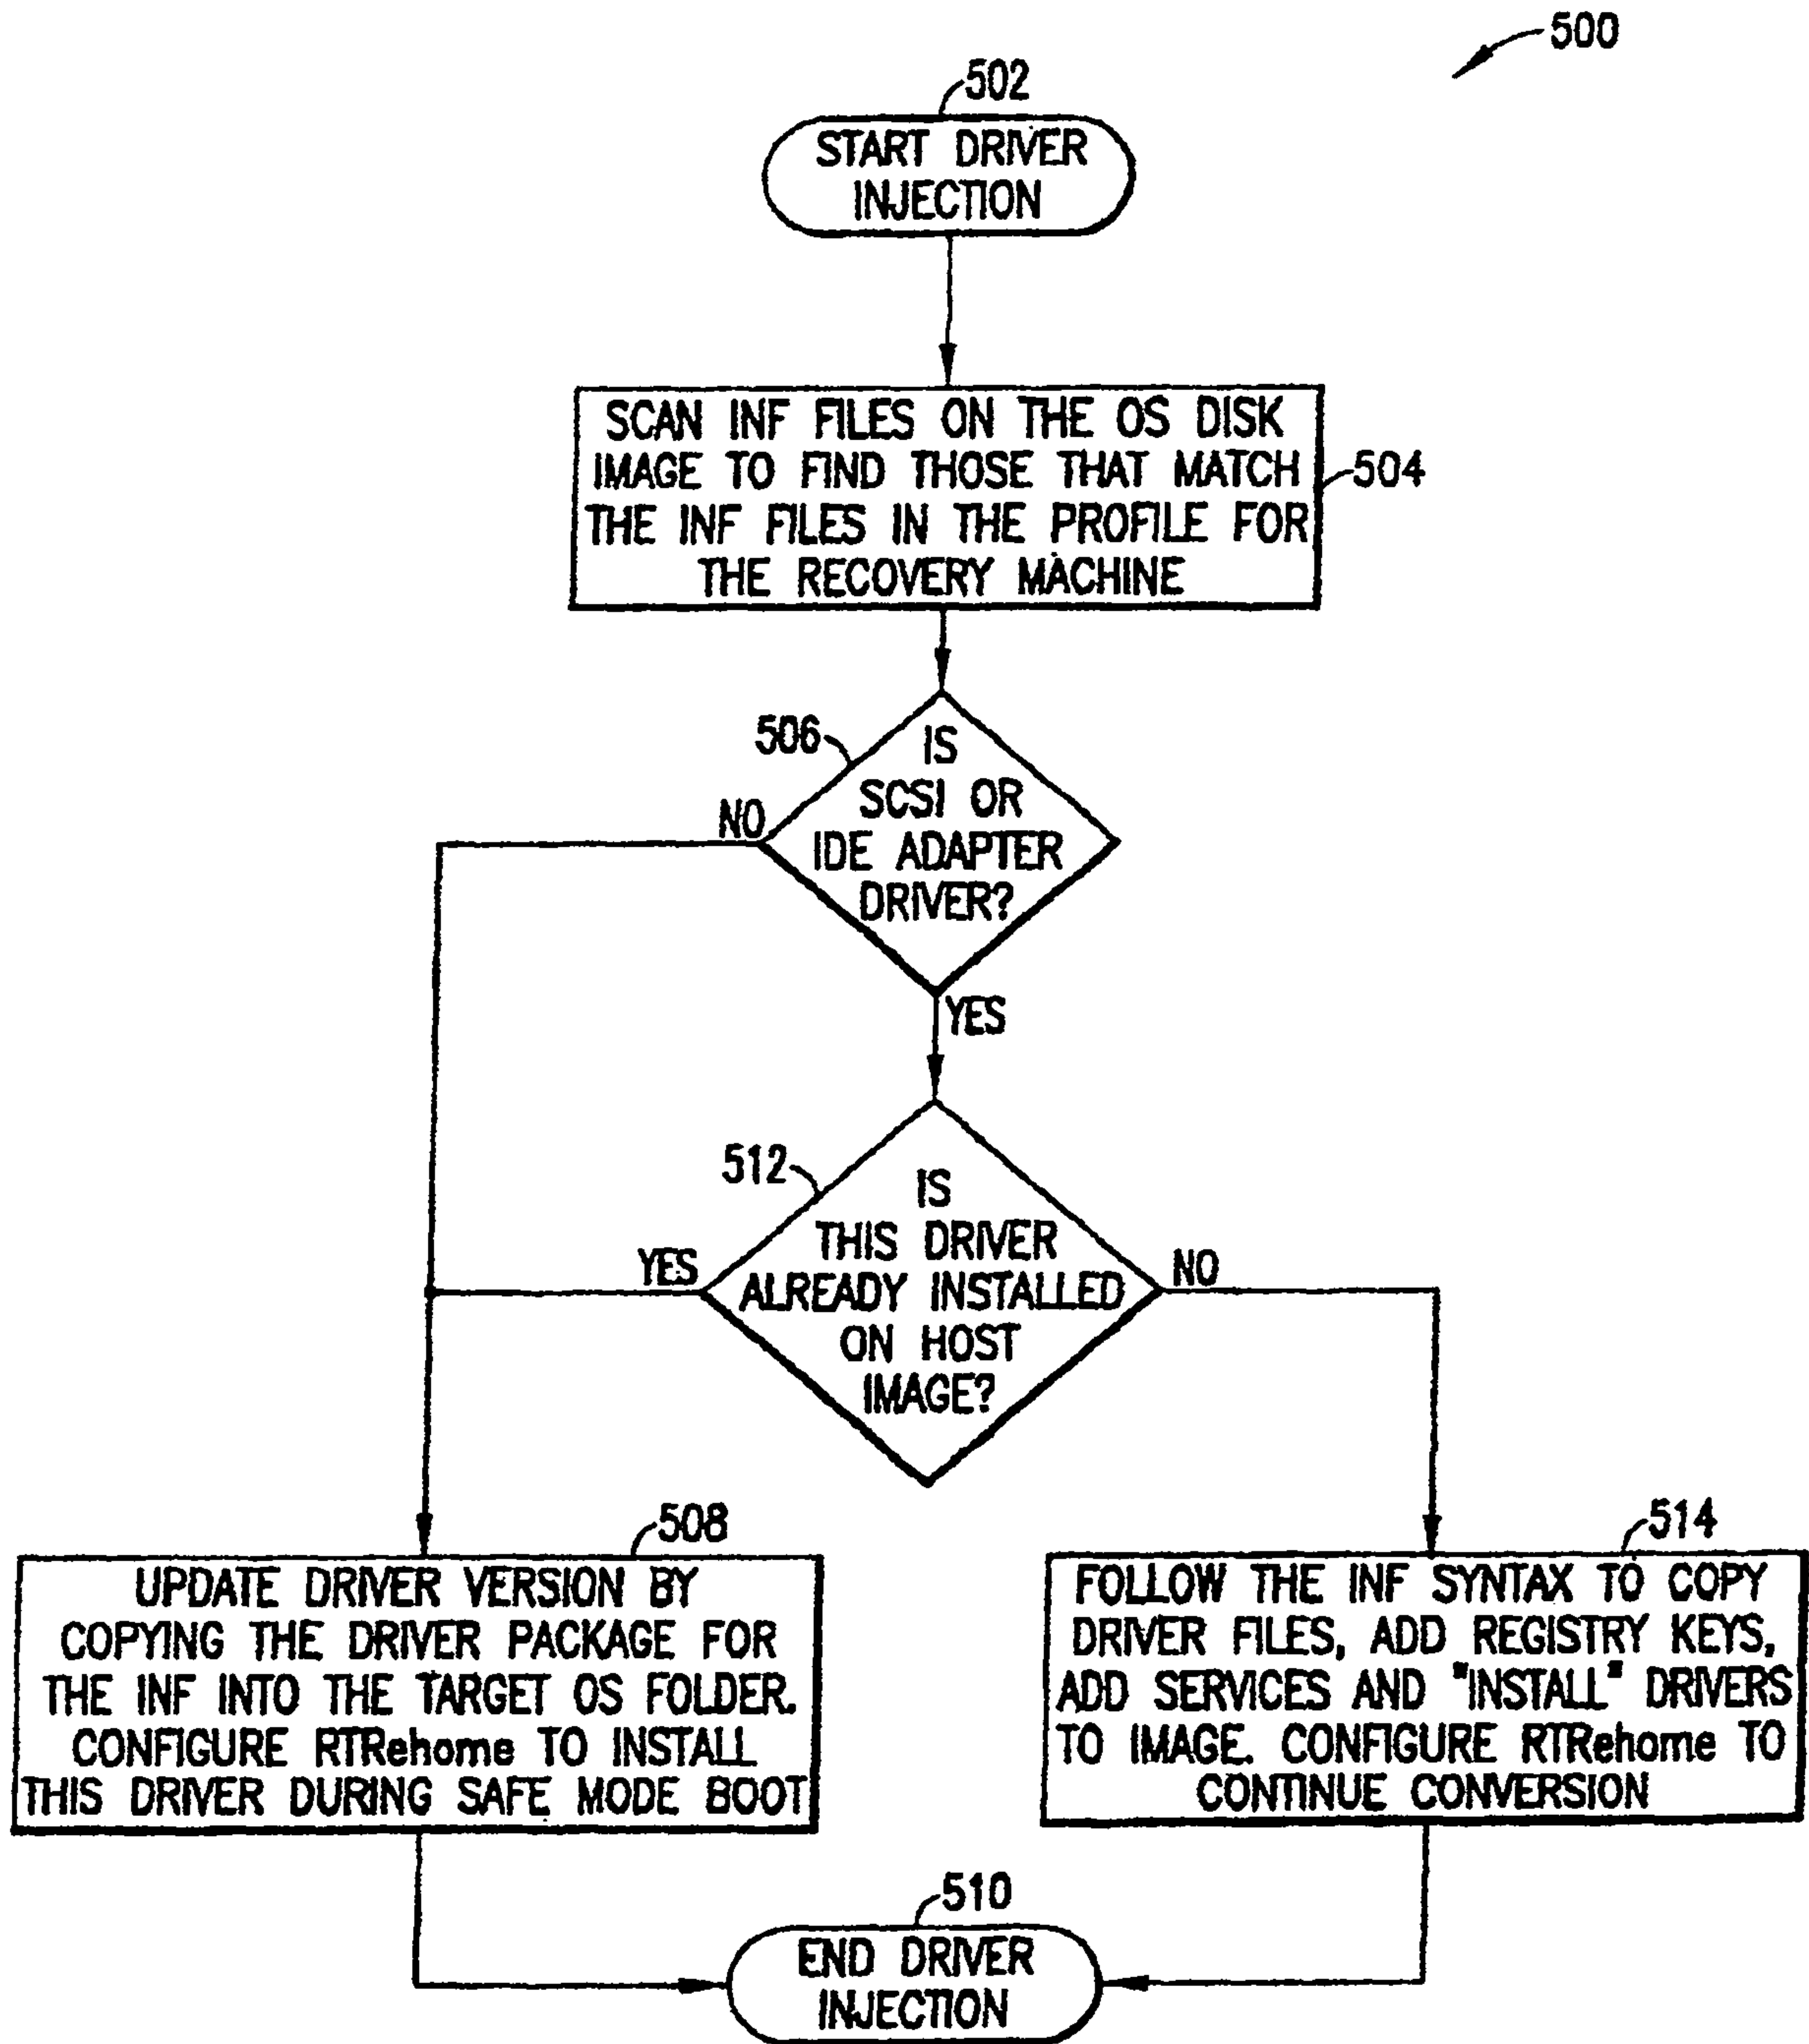 500
502
START DRIVER
INJECTION
SCAN INF FILES ON THE OS DISK
IMAGE TO FIND THOSE THAT MATCH
THE INF FILES IN THE PROFILE FOR
THE RECOVERY MACHINE
504
506
IS
SCSI OR
IDE ADAPTER
DRIVER?
NO
YES
512
IS
THIS DRIVER
ALREADY INSTALLED
ON HOST
IMAGE?
YES
NO
508
UPDATE DRIVER VERSION BY
COPYING THE DRIVER PACKAGE FOR
THE INF INTO THE TARGET OS FOLDER.
CONFIGURE RTRehome TO INSTALL
THIS DRIVER DURING SAFE MODE BOOT
514
FOLLOW THE INF SYNTAX TO COPY
DRIVER FILES, ADD REGISTRY KEYS,
ADD SERVICES AND "INSTALL" DRIVERS
TO IMAGE. CONFIGURE RTRehome TO
CONTINUE CONVERSION
510
END DRIVER
INJECTION